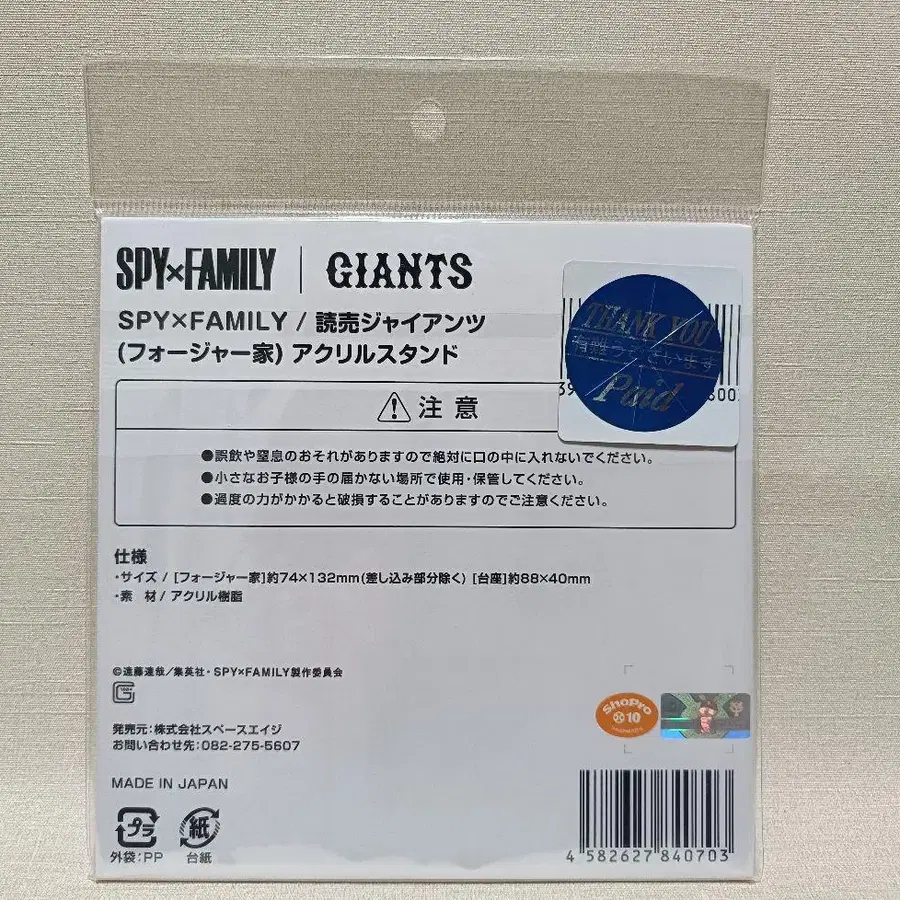 SPY×FAMILY | GIANTS
SPY×FAMILY / 読売ジャイアンツ
(フォージャー家) アクリルスタンド
THANK YOU
有難うございます
Paid
注意
●誤飲や窒息のおそれがありますので絶対に口の中に入れないでください。
●小さなお子様の手の届かない場所で使用・保管してください。
●過度の力がかかると破損することがありますのでご注意ください。
仕様
・サイズ / [フォージャー家]約74×132mm(差し込み部分除く) [台座]約88×40mm
・素 材 / アクリル樹脂
©遠藤達哉/集英社・SPY×FAMILY製作委員会
発売元:株式会社スペースエイジ
お問い合わせ先:082-275-5607
ShoPro
10
MADE IN JAPAN
プラ
外袋:PP
紙
台紙
4 582627 840703